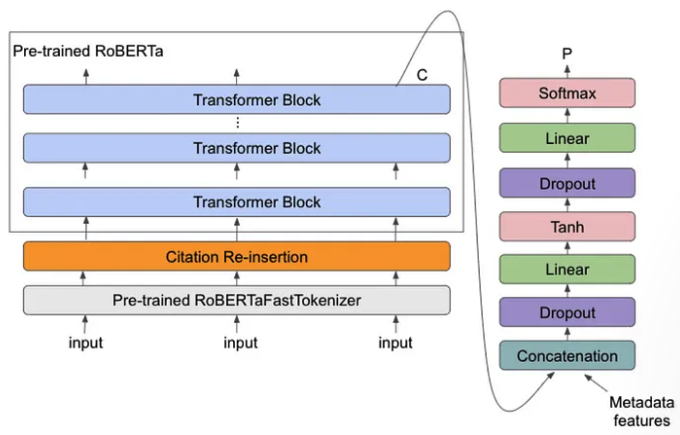 Pre-trained RoBERTa
C
Transformer Block
Transformer Block
Transformer Block
Citation Re-insertion
Pre-trained RoBERTaFastTokenizer
input
input
input
P
Softmax
Linear
Dropout
Tanh
Linear
Dropout
Concatenation
Metadata
features